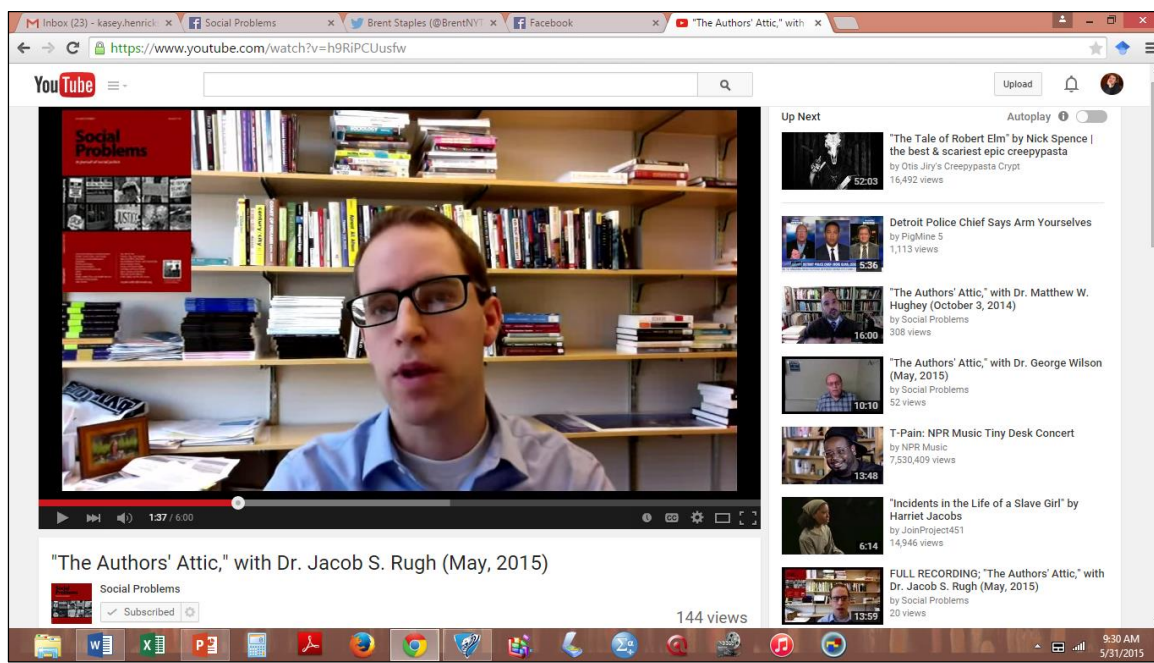 Inbox (23) - kasey.henrick
Social Problems
Brent Staples (@BrentNYT
Facebook
"The Authors' Attic," with
https://www.youtube.com/watch?v=h9RiPCUusfw
YouTube
Upload
Social
Problems
JUSTICE
1:37 / 6:00
CC
"The Authors' Attic," with Dr. Jacob S. Rugh (May, 2015)
Social Problems
Subscribed
144 views
Up Next
Autoplay
52:03
"The Tale of Robert Elm" by Nick Spence |
the best & scariest epic creepypasta
by Otis Jiry's Creepypasta Crypt
16,492 views
5:36
Detroit Police Chief Says Arm Yourselves
by PigMine 5
1,113 views
16:00
"The Authors' Attic," with Dr. Matthew W.
Hughey (October 3, 2014)
by Social Problems
308 views
10:10
"The Authors' Attic," with Dr. George Wilson
(May, 2015)
by Social Problems
52 views
13:48
T-Pain: NPR Music Tiny Desk Concert
by NPR Music
7,530,409 views
6:14
"Incidents in the Life of a Slave Girl" by
Harriet Jacobs
by JoinProject451
14,946 views
13:59
FULL RECORDING; "The Authors' Attic," with
Dr. Jacob S. Rugh (May, 2015)
by Social Problems
20 views
9:30 AM
5/31/2015